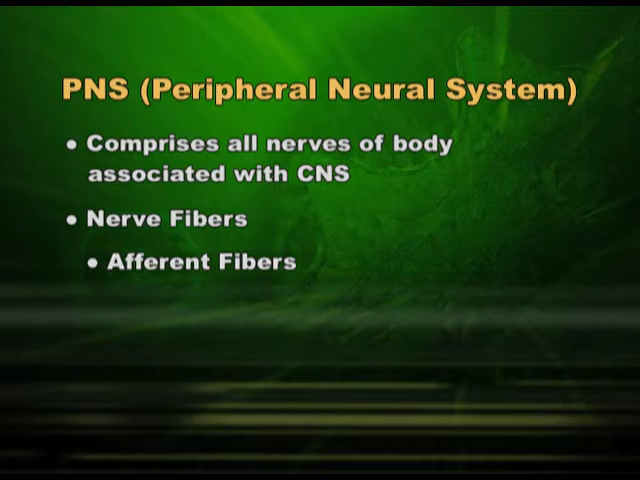 PNS (Peripheral Neural System)
• Comprises all nerves of body
associated with CNS
• Nerve Fibers
• Afferent Fibers